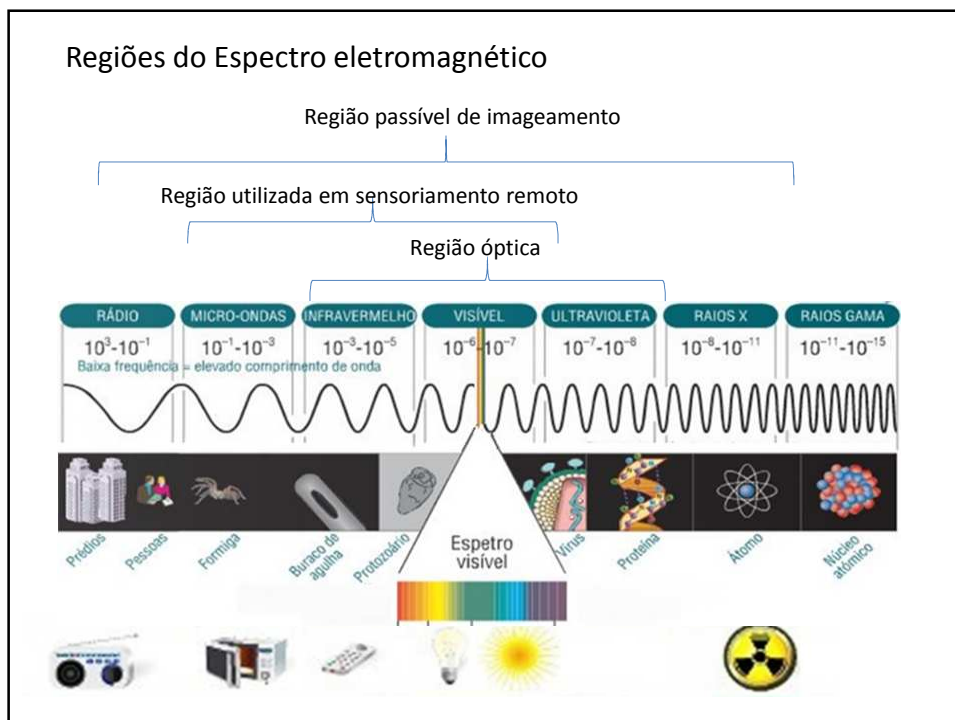 Regiões do Espectro eletromagnético
Região passível de imageamento
Região utilizada em sensoriamento remoto
Região óptica
RÁDIO MICRO-ONDAS INFRAVERMELHO VISÍVEL ULTRAVIOLETA RAIOS X RAIOS GAMA
10³-10⁻¹ 10⁻¹-10⁻³ 10⁻³-10⁻⁵ 10⁻⁶-10⁻⁷ 10⁻⁷-10⁻⁸ 10⁻⁸-10⁻¹¹ 10⁻¹¹-10⁻¹⁵
Baixa frequência = elevado comprimento de onda
Prédios Pessoas Formiga Buraco de agulha Protozoário Vírus Proteína Átomo Núcleo atómico
Espetro
visível